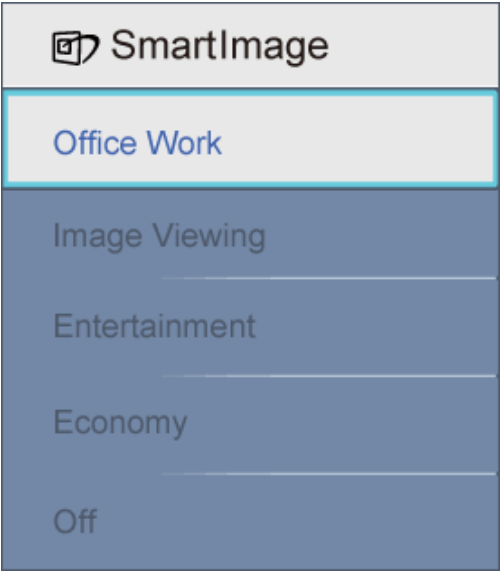 SmartImage
Office Work
Image Viewing
Entertainment
Economy
Off